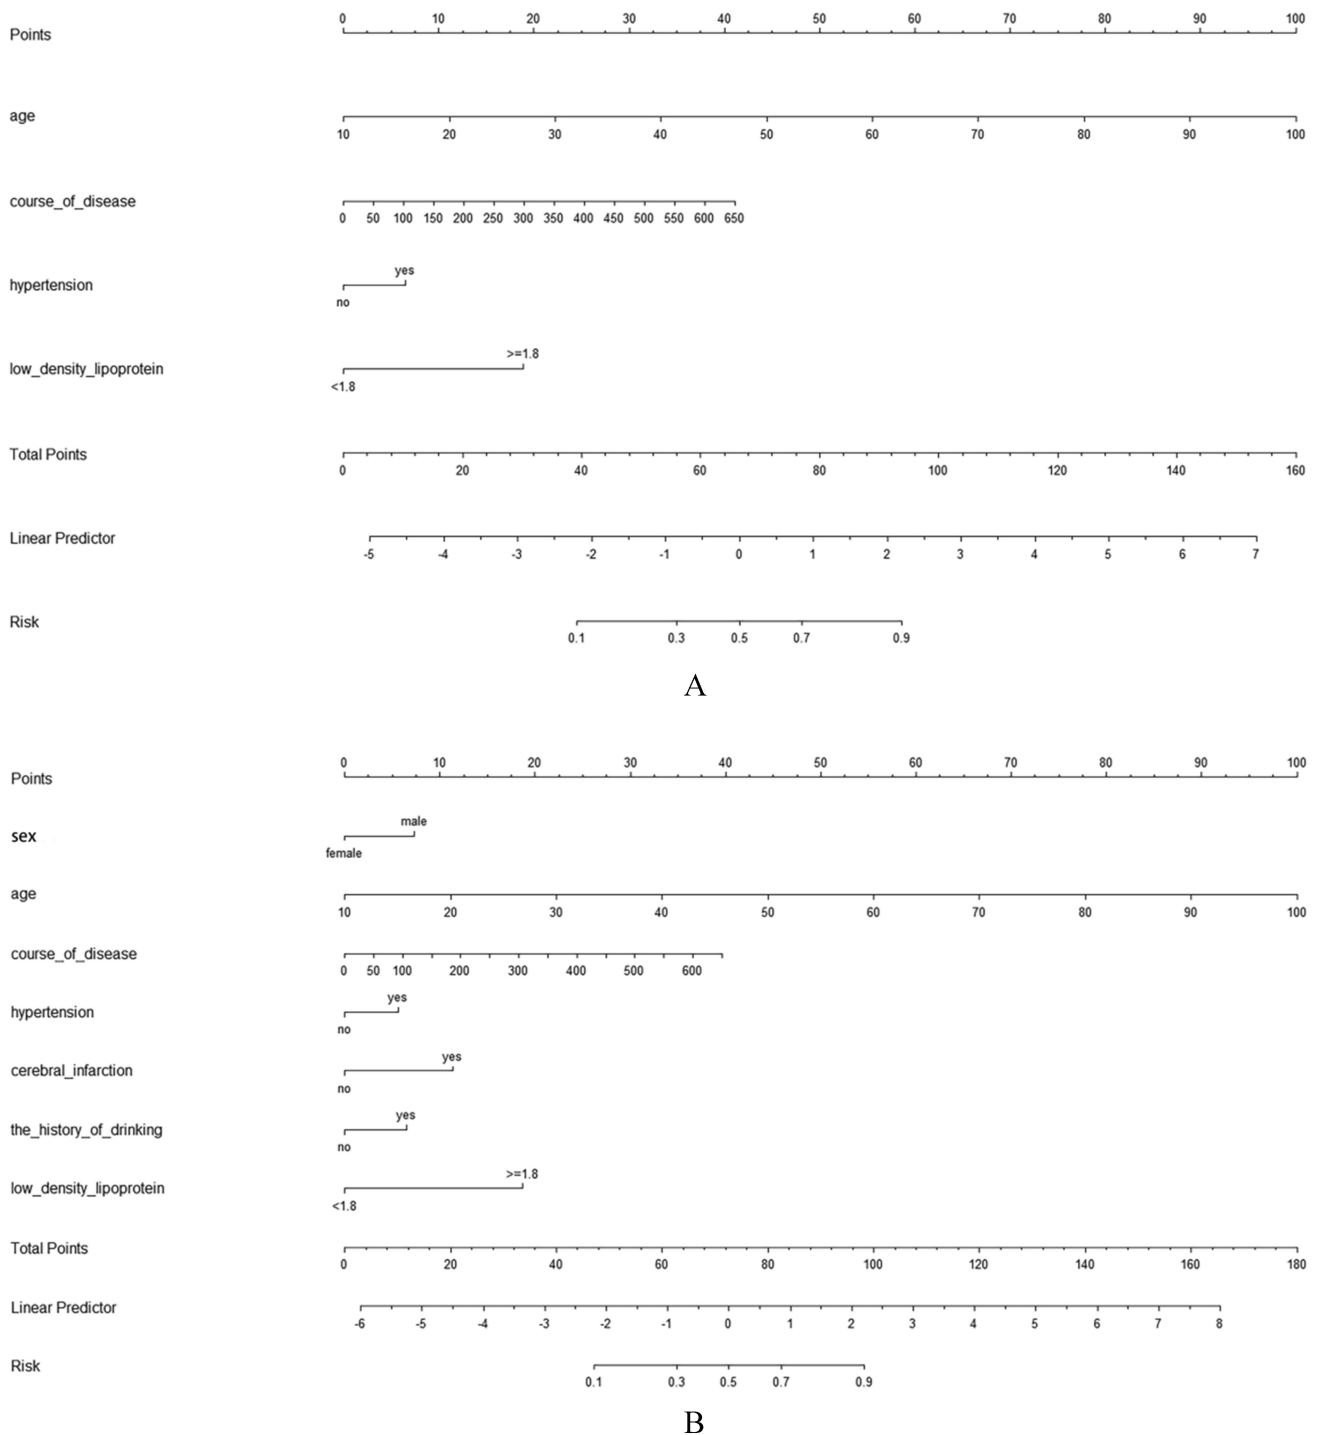 0 10 20 30 40 50 60 70 80 90 100
Points
age
10 20 30 40 50 60 70 80 90 100
course_of_disease
0 50 100 150 200 250 300 350 400 450 500 550 600 650
yes
hypertension
no
>=1.8
low_density_lipoprotein
<1.8
Total Points
0 20 40 60 80 100 120 140 160
Linear Predictor
-5 -4 -3 -2 -1 0 1 2 3 4 5 6 7
Risk
0.1 0.3 0.5 0.7 0.9
A
0 10 20 30 40 50 60 70 80 90 100
Points
male
sex
female
age
10 20 30 40 50 60 70 80 90 100
course_of_disease
0 50 100 200 300 400 500 600
yes
hypertension
no
yes
cerebral_infarction
no
yes
the_history_of_drinking
no
>=1.8
low_density_lipoprotein
<1.8
Total Points
0 20 40 60 80 100 120 140 160 180
Linear Predictor
-6 -5 -4 -3 -2 -1 0 1 2 3 4 5 6 7 8
Risk
0.1 0.3 0.5 0.7 0.9
B